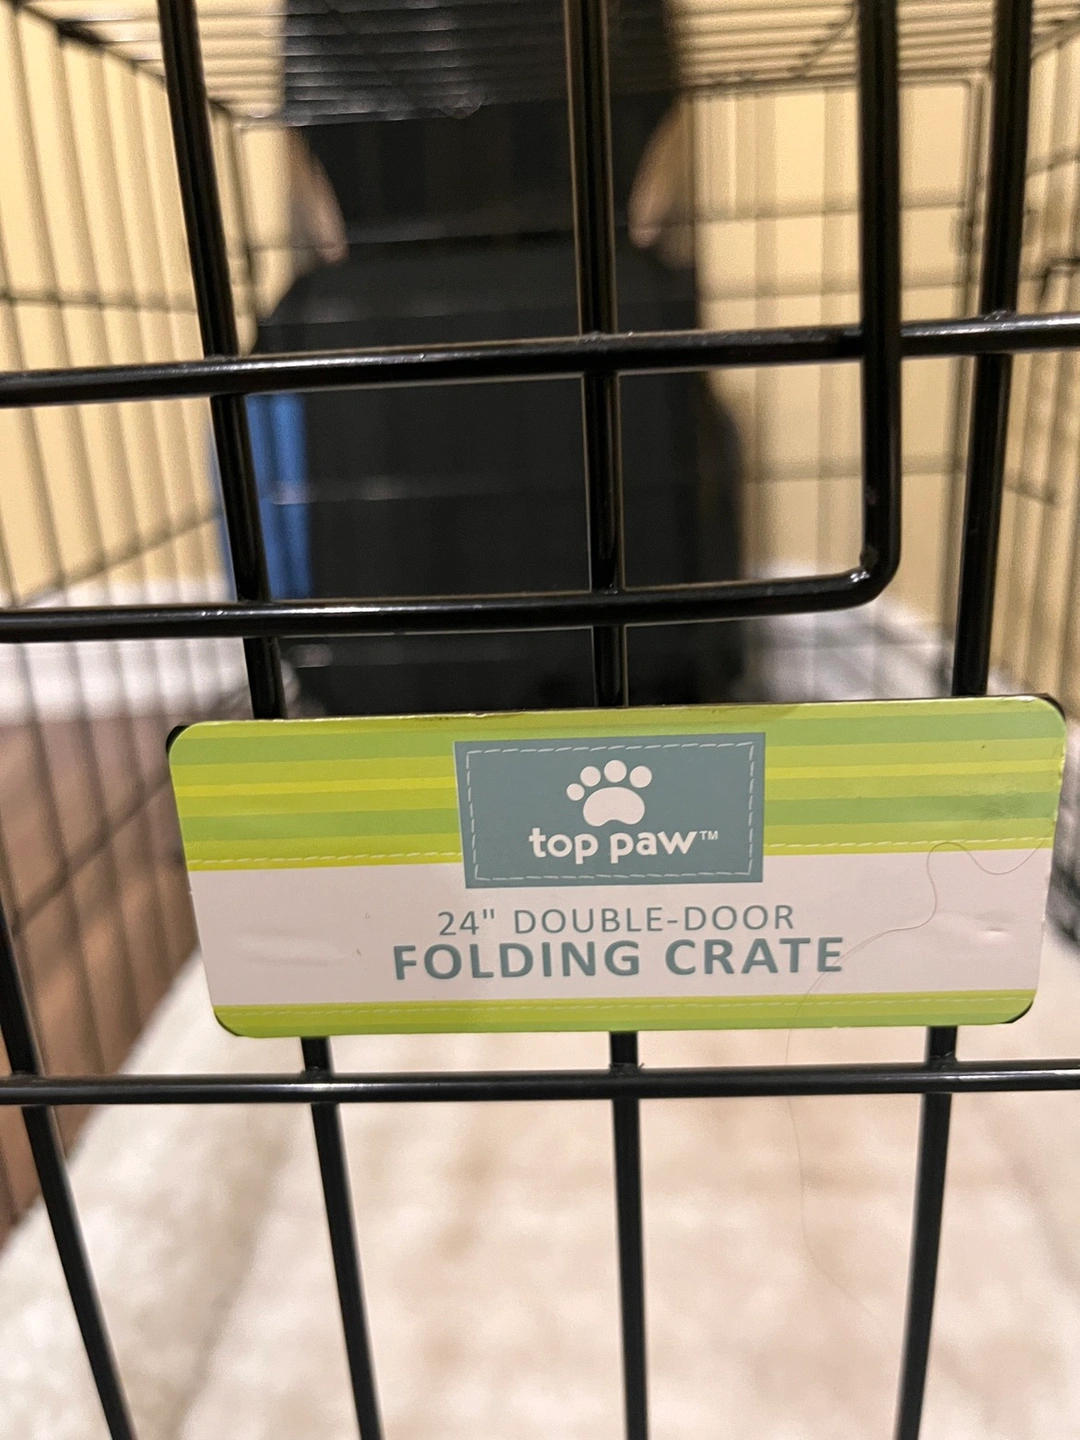 top paw™
24" DOUBLE-DOOR
FOLDING CRATE